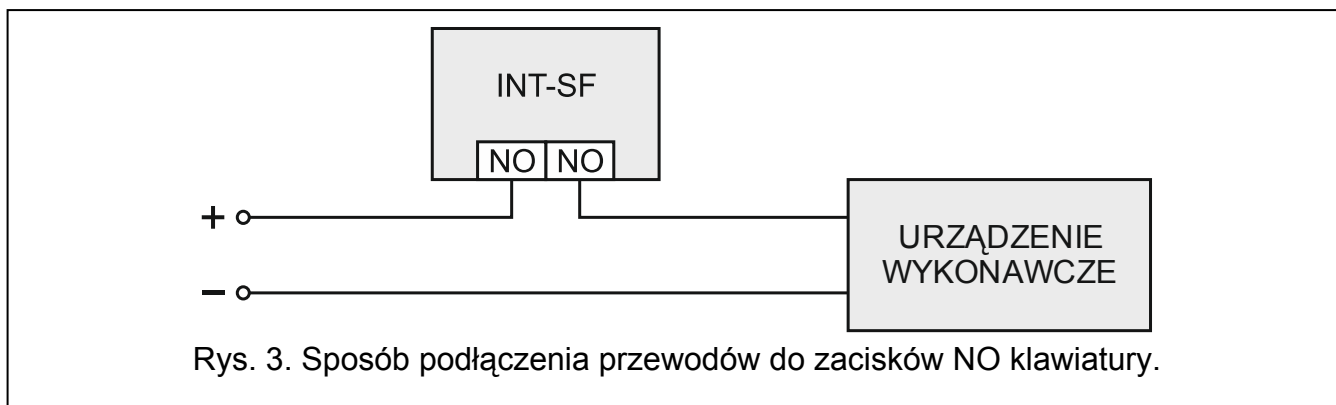 INT-SF
NO NO
+
−
URZĄDZENIE
WYKONAWCZE
Rys. 3. Sposób podłączenia przewodów do zacisków NO klawiatury.